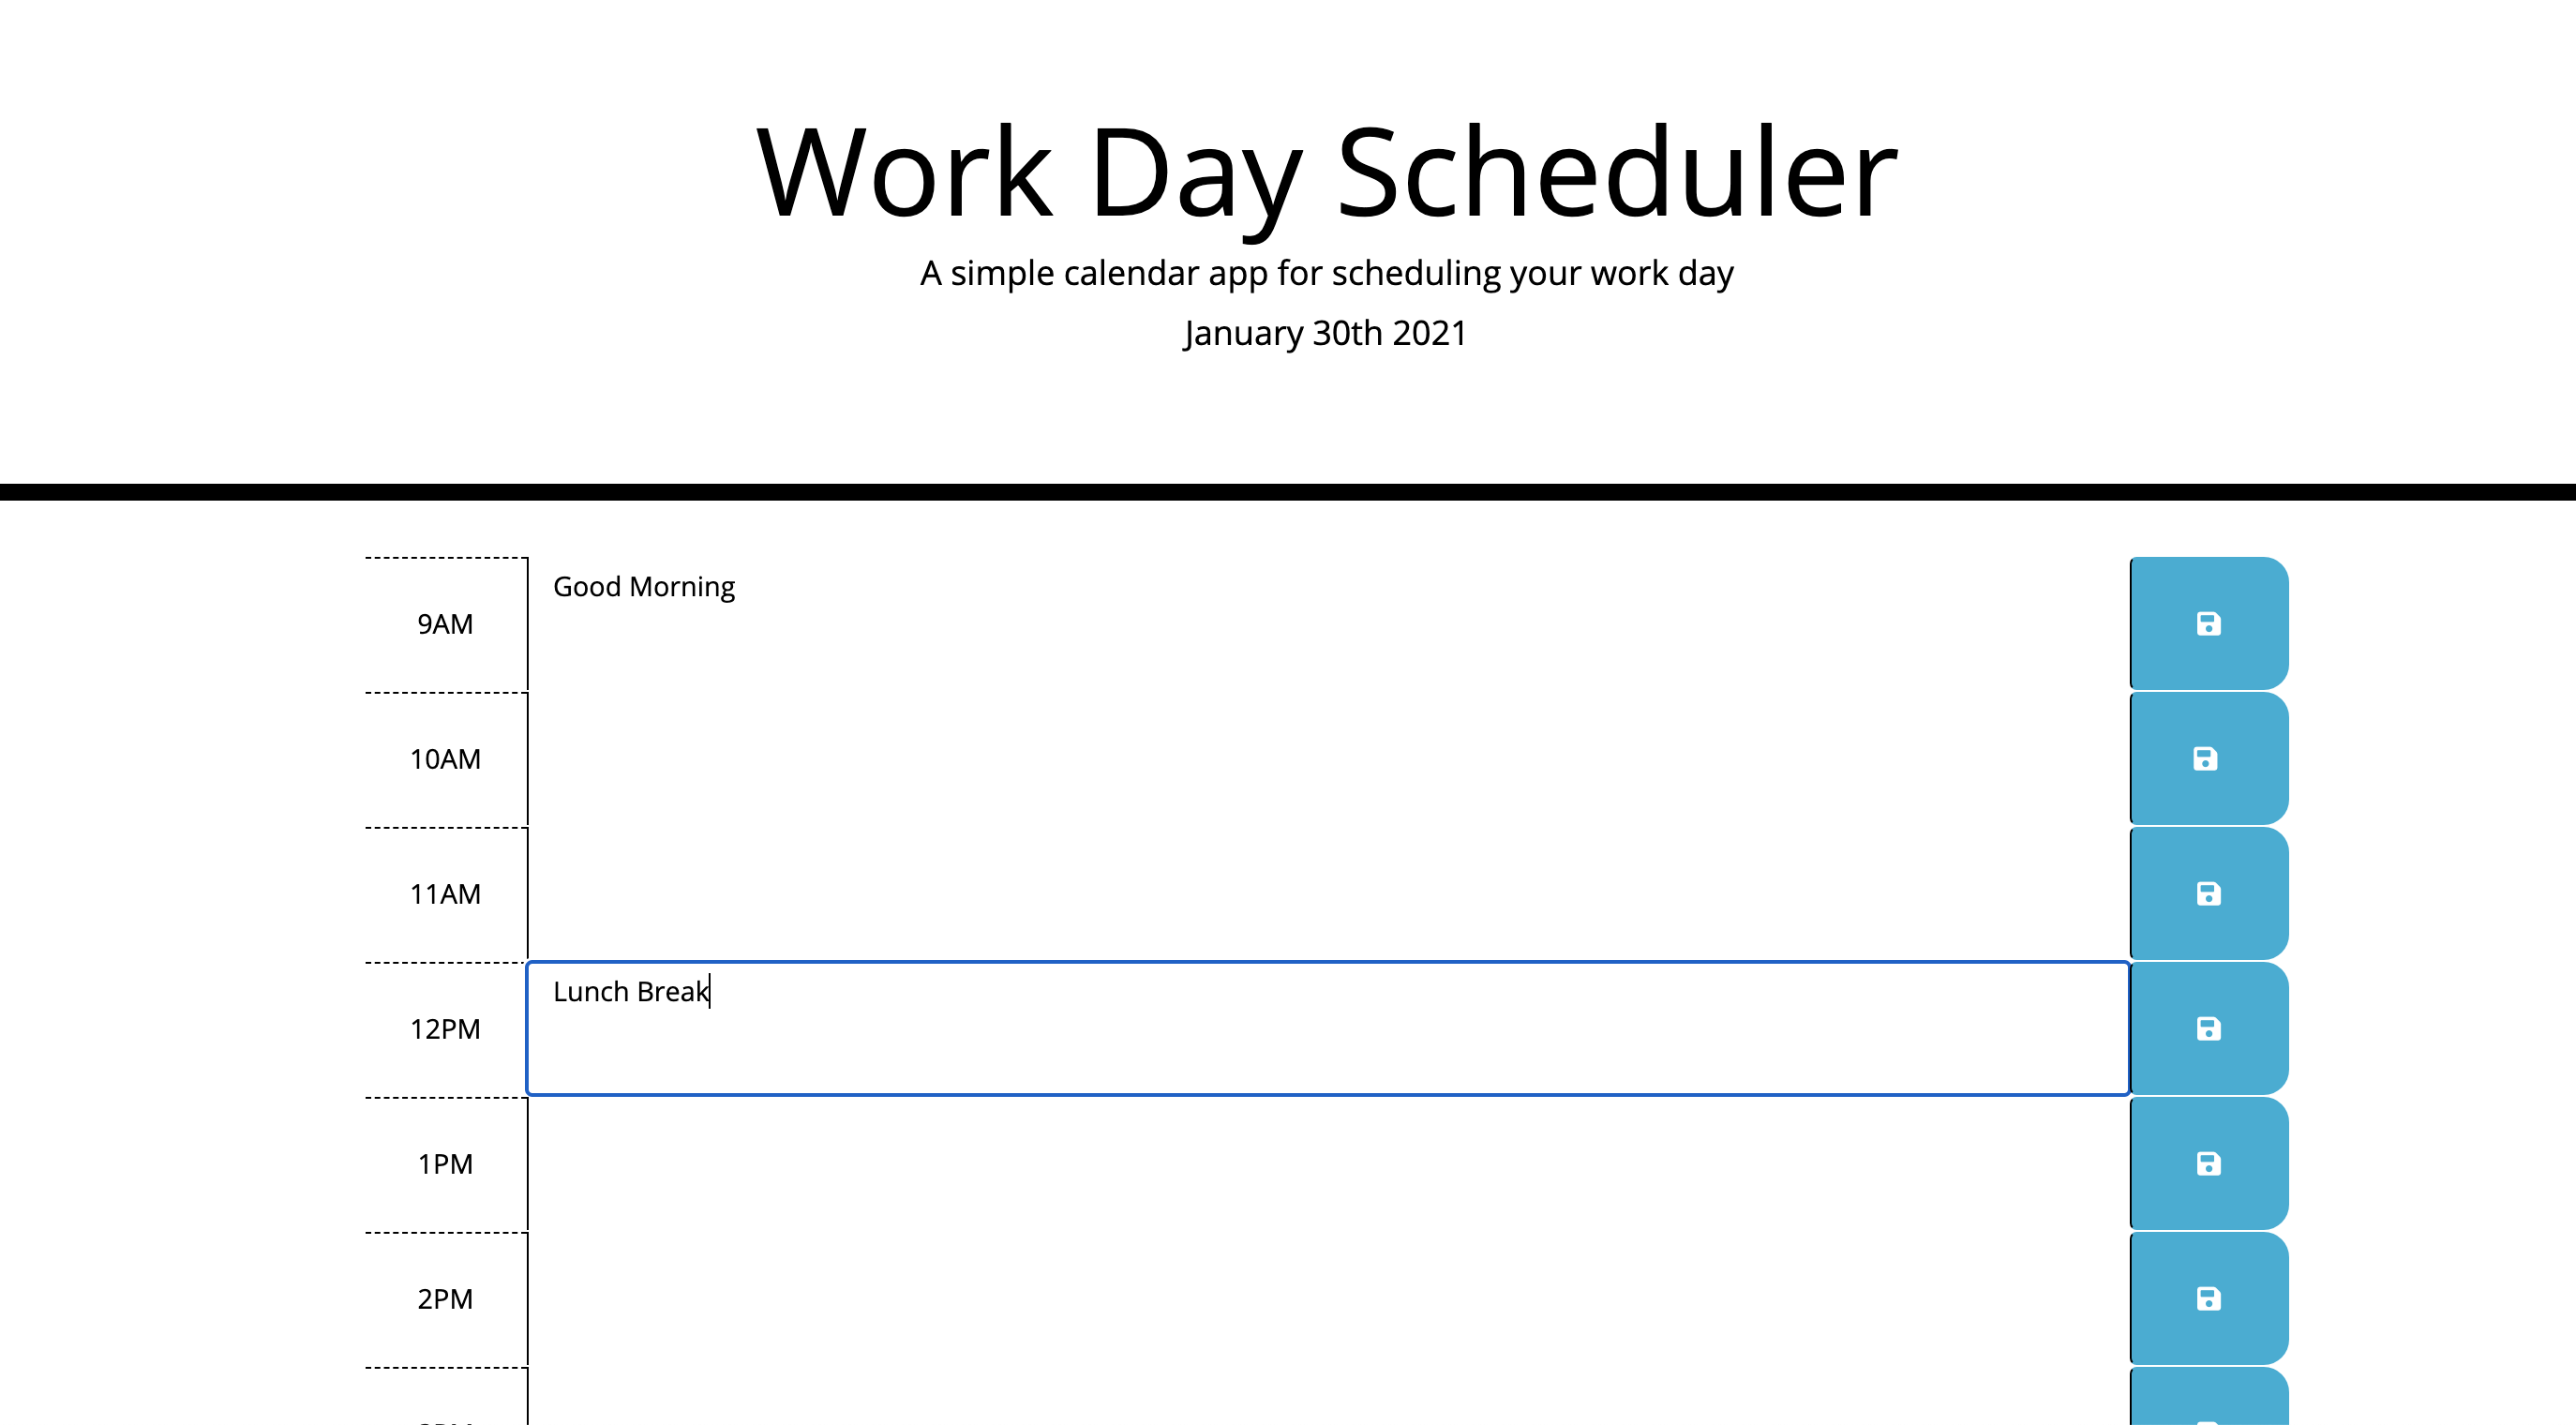 Work Day Scheduler
A simple calendar app for scheduling your work day
January 30th 2021
9AM
Good Morning
10AM
11AM
12PM
Lunch Break
1PM
2PM